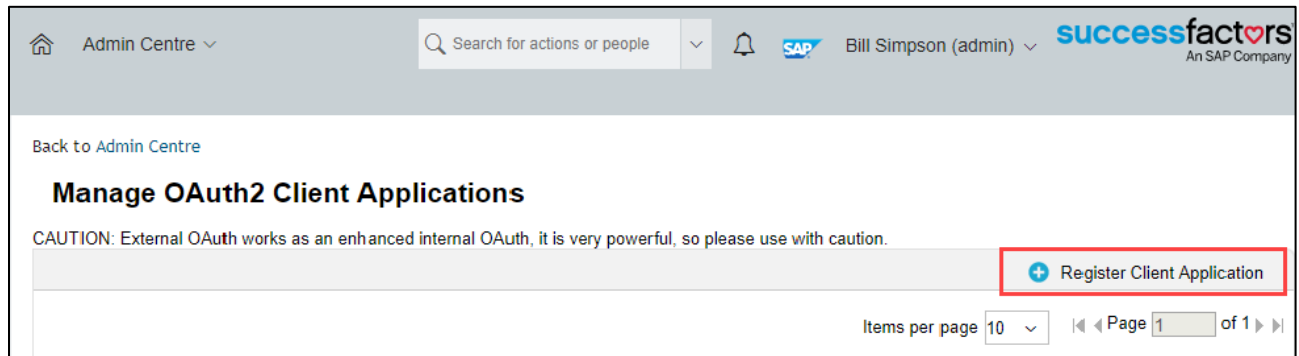 Admin Centre Search for actions or people SAP Bill Simpson (admin) successfactors
An SAP Company
Back to Admin Centre
Manage OAuth2 Client Applications
CAUTION: External OAuth works as an enhanced internal OAuth, it is very powerful, so please use with caution.
Register Client Application
Items per page 10 Page 1 of 1